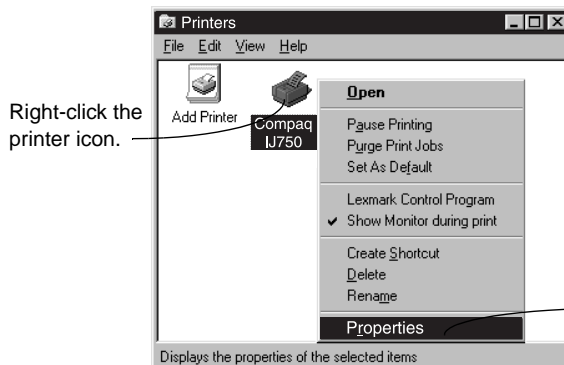 Printers
File Edit View Help
Right-click the
printer icon.
Add Printer
Compaq
IJ750
Open
Pause Printing
Purge Print Jobs
Set As Default
Lexmark Control Program
Show Monitor during print
Create Shortcut
Delete
Rename
Properties
Displays the properties of the selected items